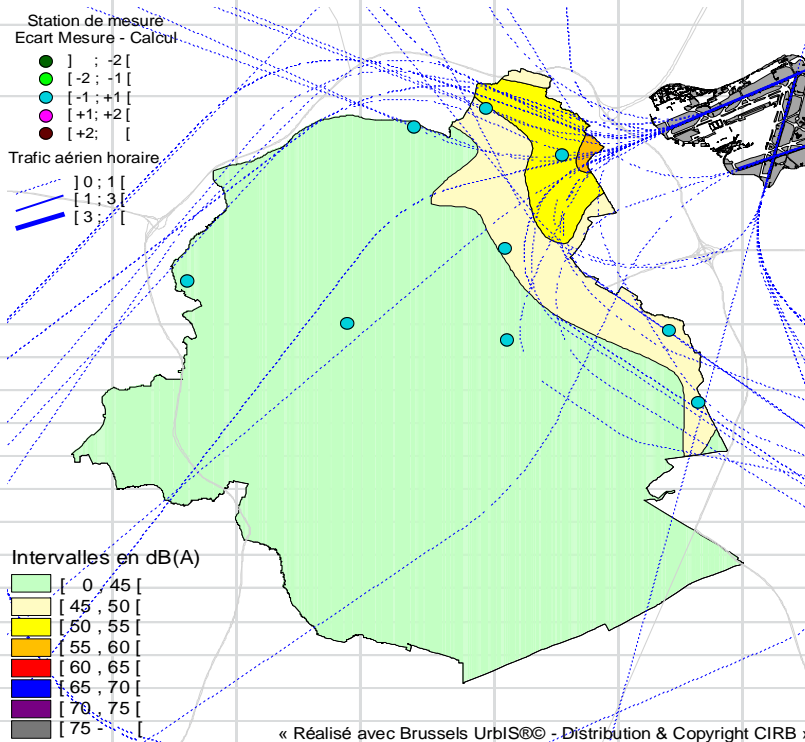 Station de mesure
Ecart Mesure - Calcul
] ; -2 [
[ -2 ; -1 [
[ -1 ; +1 [
[ +1; +2 [
[ +2; [
Trafic aérien horaire
] 0 ; 1 [
[ 1 ; 3 [
[ 3 ; [
Intervalles en dB(A)
[ 0 , 45 [
[ 45 , 50 [
[ 50 , 55 [
[ 55 , 60 [
[ 60 , 65 [
[ 65 , 70 [
[ 70 , 75 [
[ 75 - [
« Réalisé avec Brussels UrbIS®© - Distribution & Copyright CIRB »